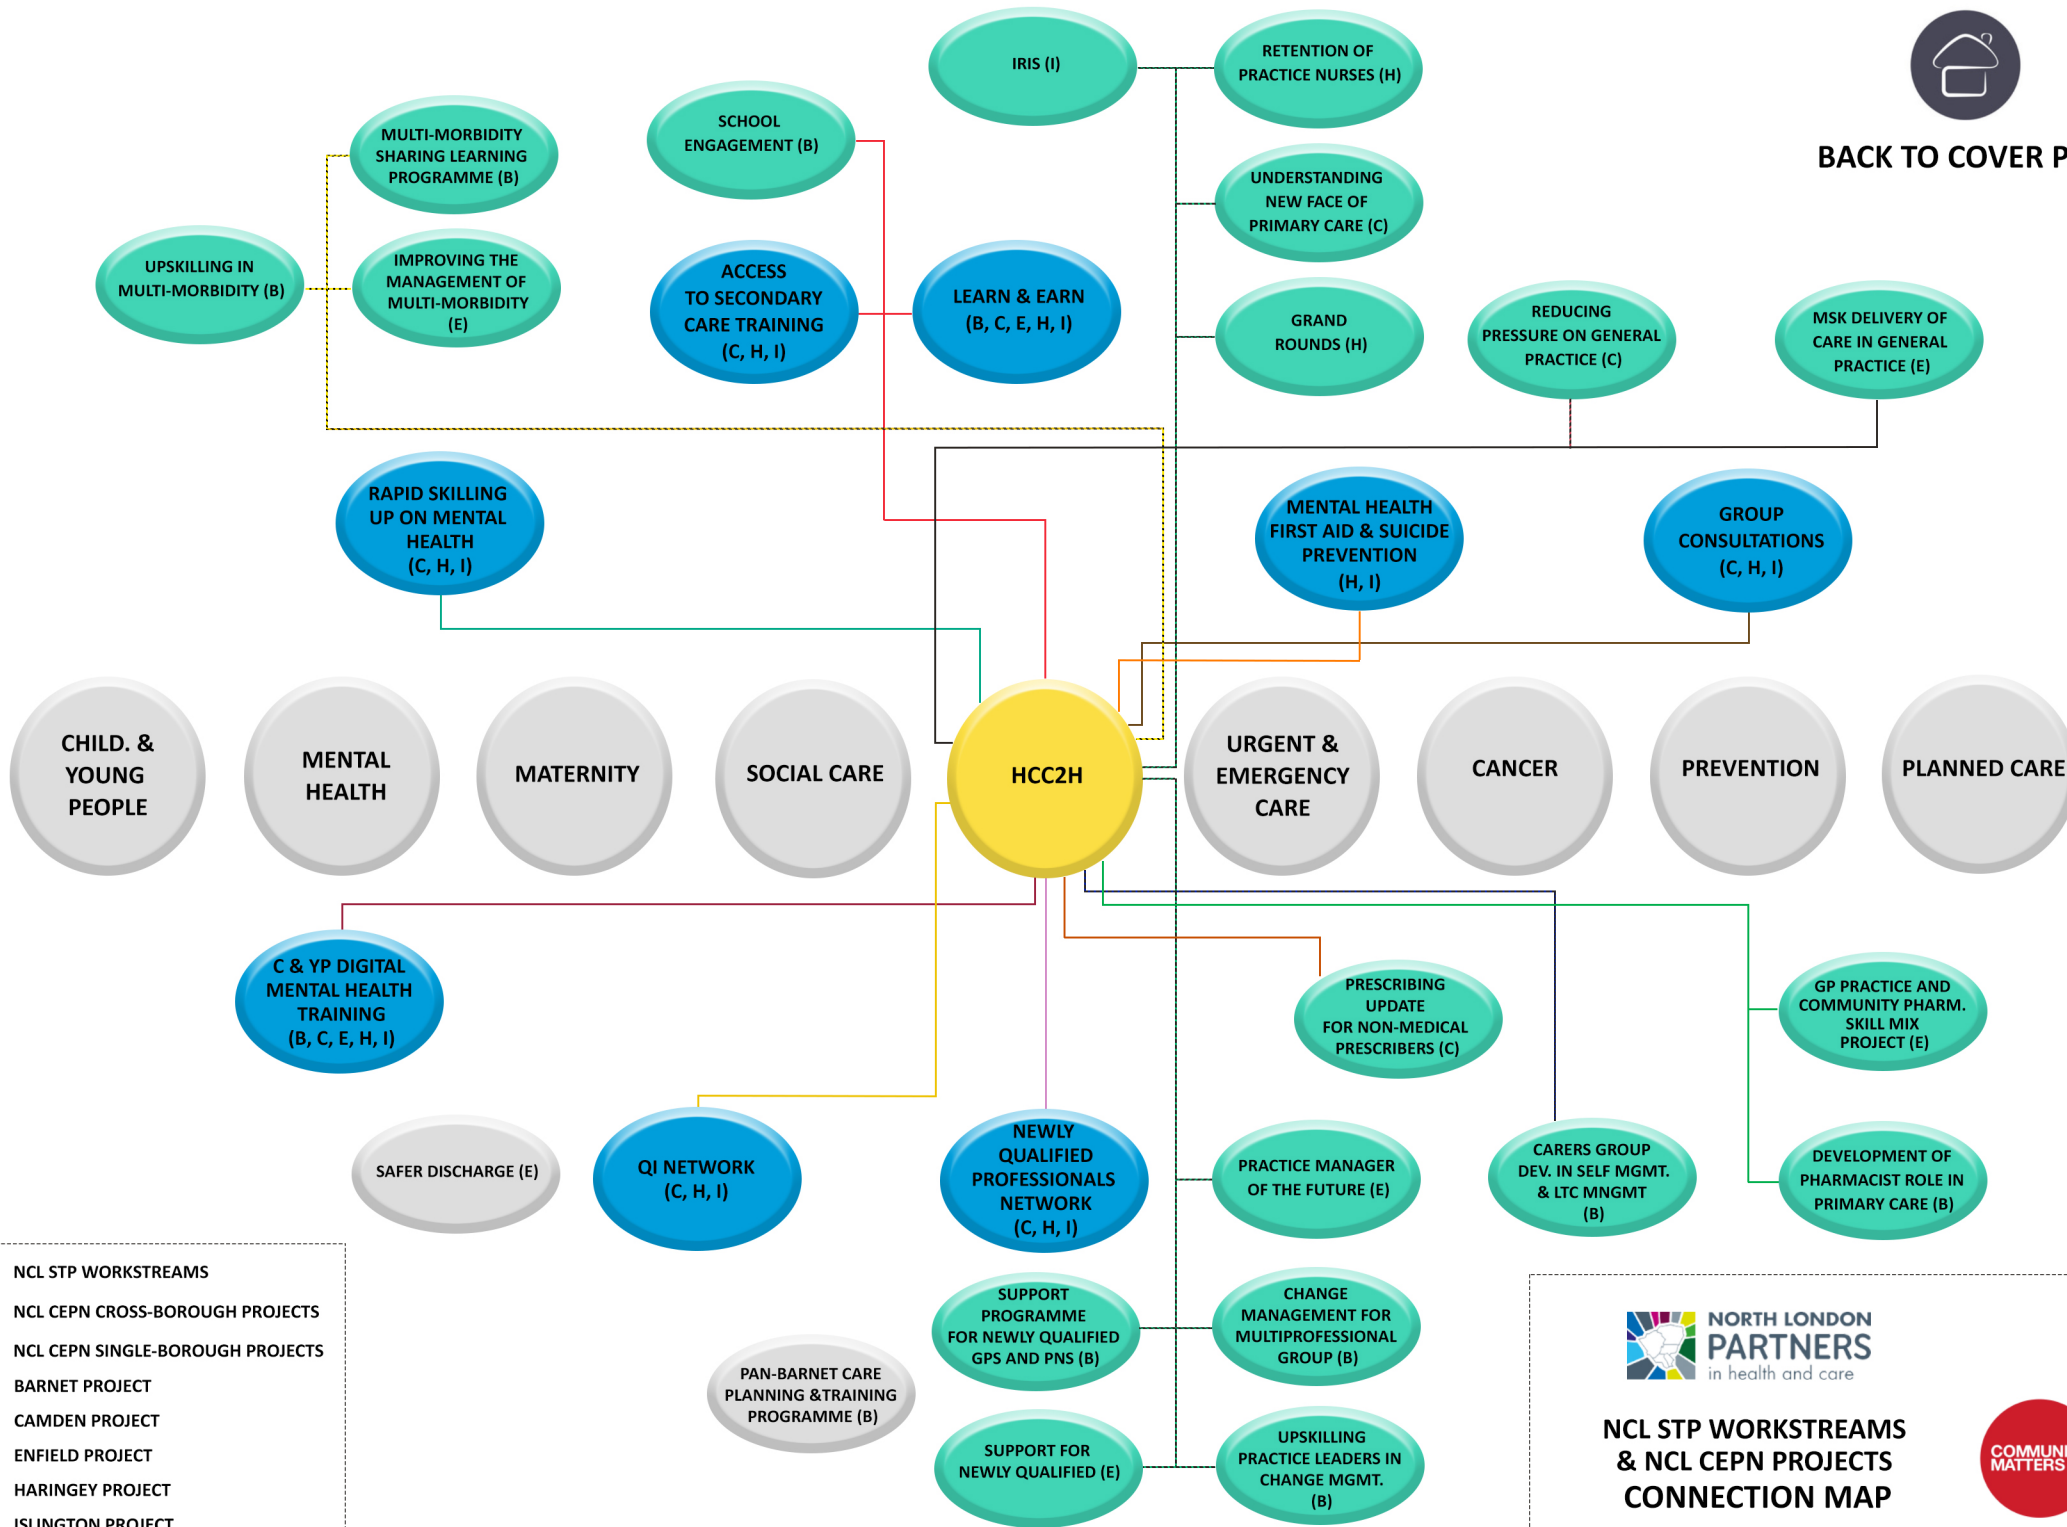 IRIS (I)
RETENTION OF
PRACTICE NURSES (H)
BACK TO COVER P
SCHOOL
ENGAGEMENT (B)
MULTI-MORBIDITY
SHARING LEARNING
PROGRAMME (B)
UNDERSTANDING
NEW FACE OF
PRIMARY CARE (C)
UPSKILLING IN
MULTI-MORBIDITY (B)
IMPROVING THE
MANAGEMENT OF
MULTI-MORBIDITY
(E)
ACCESS
TO SECONDARY
CARE TRAINING
(C, H, I)
LEARN & EARN
(B, C, E, H, I)
GRAND
ROUNDS (H)
REDUCING
PRESSURE ON GENERAL
PRACTICE (C)
MSK DELIVERY OF
CARE IN GENERAL
PRACTICE (E)
RAPID SKILLING
UP ON MENTAL
HEALTH
(C, H, I)
MENTAL HEALTH
FIRST AID & SUICIDE
PREVENTION
(H, I)
GROUP
CONSULTATIONS
(C, H, I)
CHILD. &
YOUNG
PEOPLE
MENTAL
HEALTH
MATERNITY
SOCIAL CARE
HCC2H
URGENT &
EMERGENCY
CARE
CANCER
PREVENTION
PLANNED CARE
C & YP DIGITAL
MENTAL HEALTH
TRAINING
(B, C, E, H, I)
PRESCRIBING
UPDATE
FOR NON-MEDICAL
PRESCRIBERS (C)
GP PRACTICE AND
COMMUNITY PHARM.
SKILL MIX
PROJECT (E)
SAFER DISCHARGE (E)
QI NETWORK
(C, H, I)
NEWLY
QUALIFIED
PROFESSIONALS
NETWORK
(C, H, I)
PRACTICE MANAGER
OF THE FUTURE (E)
CARERS GROUP
DEV. IN SELF MGMT.
& LTC MNGMT
(B)
DEVELOPMENT OF
PHARMACIST ROLE IN
PRIMARY CARE (B)
PAN-BARNET CARE
PLANNING &TRAINING
PROGRAMME (B)
SUPPORT
PROGRAMME
FOR NEWLY QUALIFIED
GPS AND PNS (B)
CHANGE
MANAGEMENT FOR
MULTIPROFESSIONAL
GROUP (B)
SUPPORT FOR
NEWLY QUALIFIED (E)
UPSKILLING
PRACTICE LEADERS IN
CHANGE MGMT.
(B)
NCL STP WORKSTREAMS
NCL CEPN CROSS-BOROUGH PROJECTS
NCL CEPN SINGLE-BOROUGH PROJECTS
BARNET PROJECT
CAMDEN PROJECT
ENFIELD PROJECT
HARINGEY PROJECT
ISLINGTON PROJECT
NORTH LONDON
PARTNERS
in health and care
NCL STP WORKSTREAMS
& NCL CEPN PROJECTS
CONNECTION MAP
COMMUNI
MATTERS